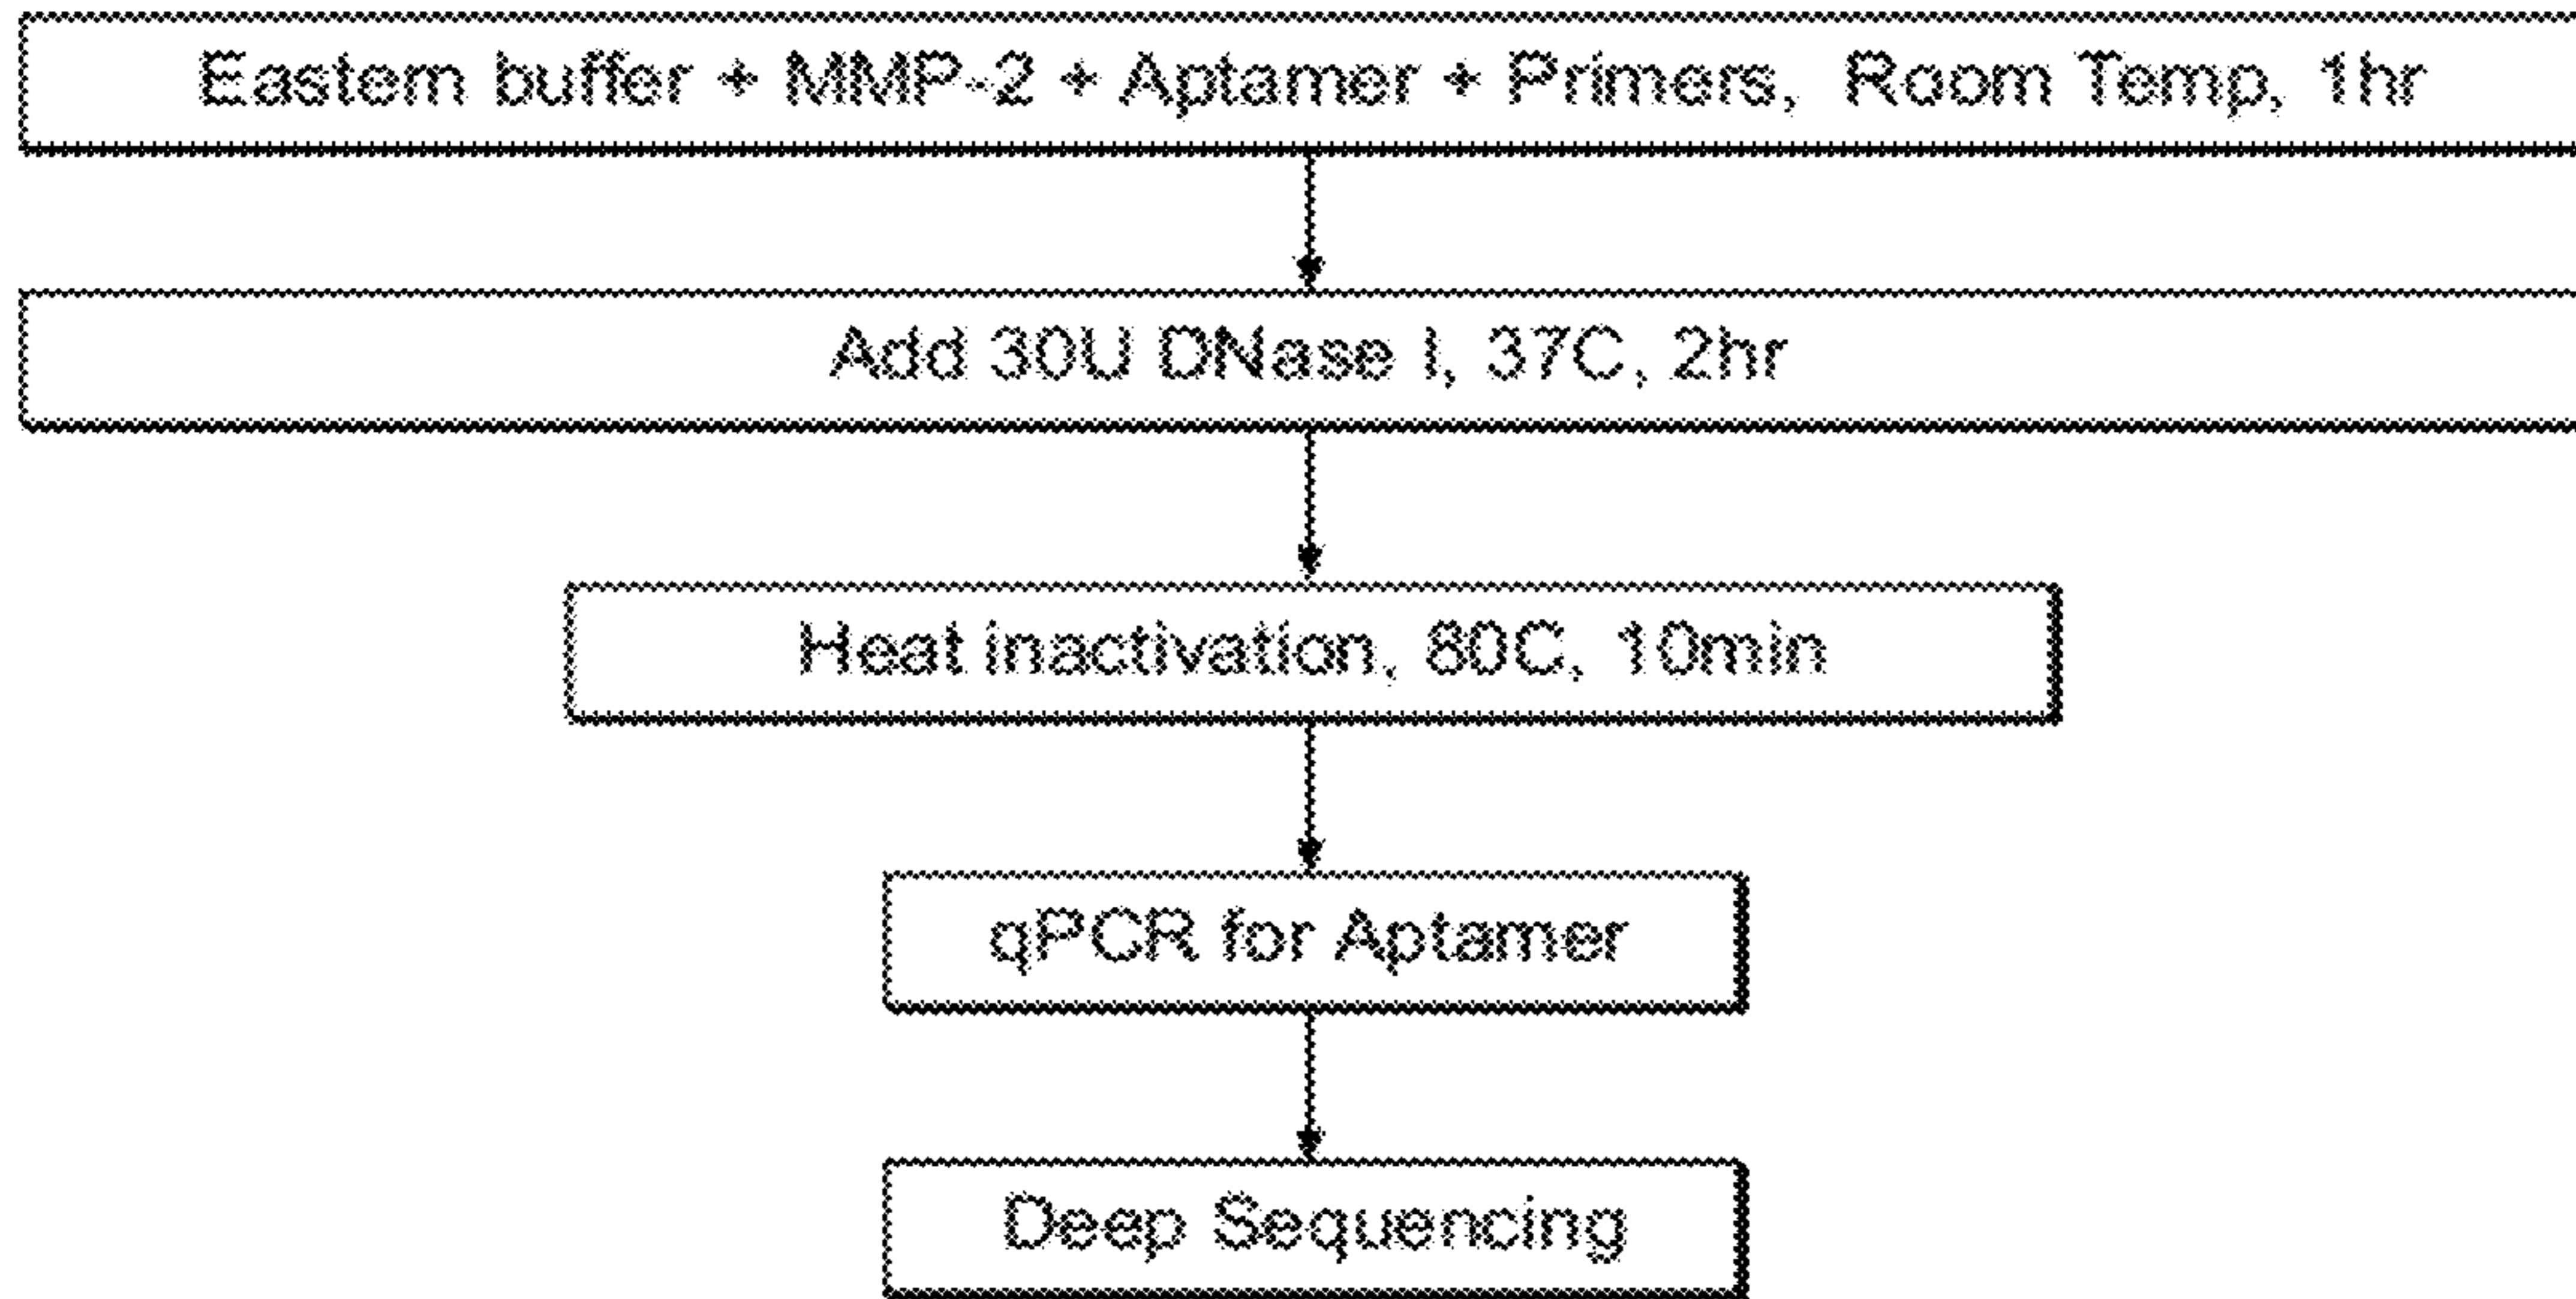 Eastern buffer + MMP-2 + Aptamer + Primers, Room Temp, 1hr
Add 30U DNase I, 37C, 2hr
Heat inactivation, 80C, 10min
qPCR for Aptamer
Deep Sequencing